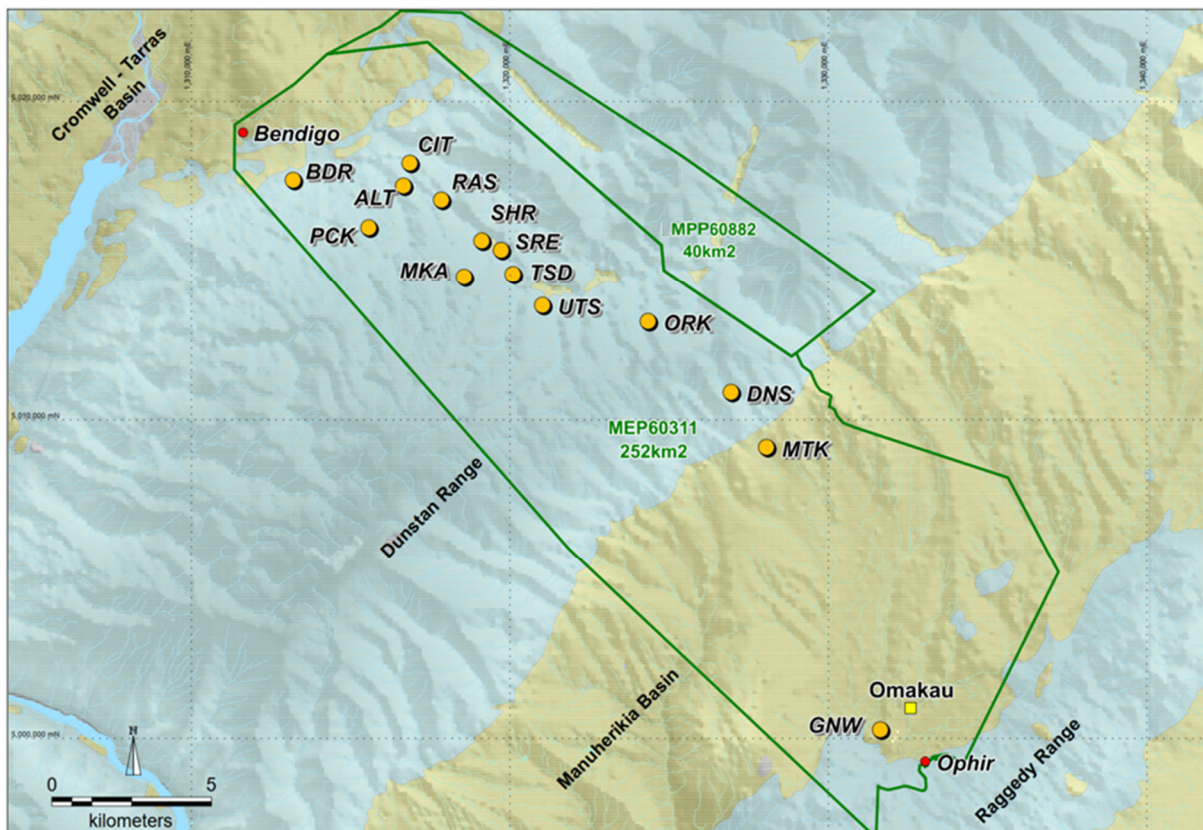 1,310,000 mE
1,320,000 mE
1,330,000 mE
1,340,000 mE
Cromwell - Tarras
Basin
5,020,000 mN
Bendigo
CIT
BDR
ALT
RAS
SHR
PCK
SRE
MPP60882
40km2
MKA
TSD
UTS
ORK
DNS
5,010,000 mN
MEP60311
252km2
MTK
Dunstan Range
Manuherikia Basin
Omakau
GNW
5,000,000 mN
Ophir
Raggedy Range
N
0 5
kilometers